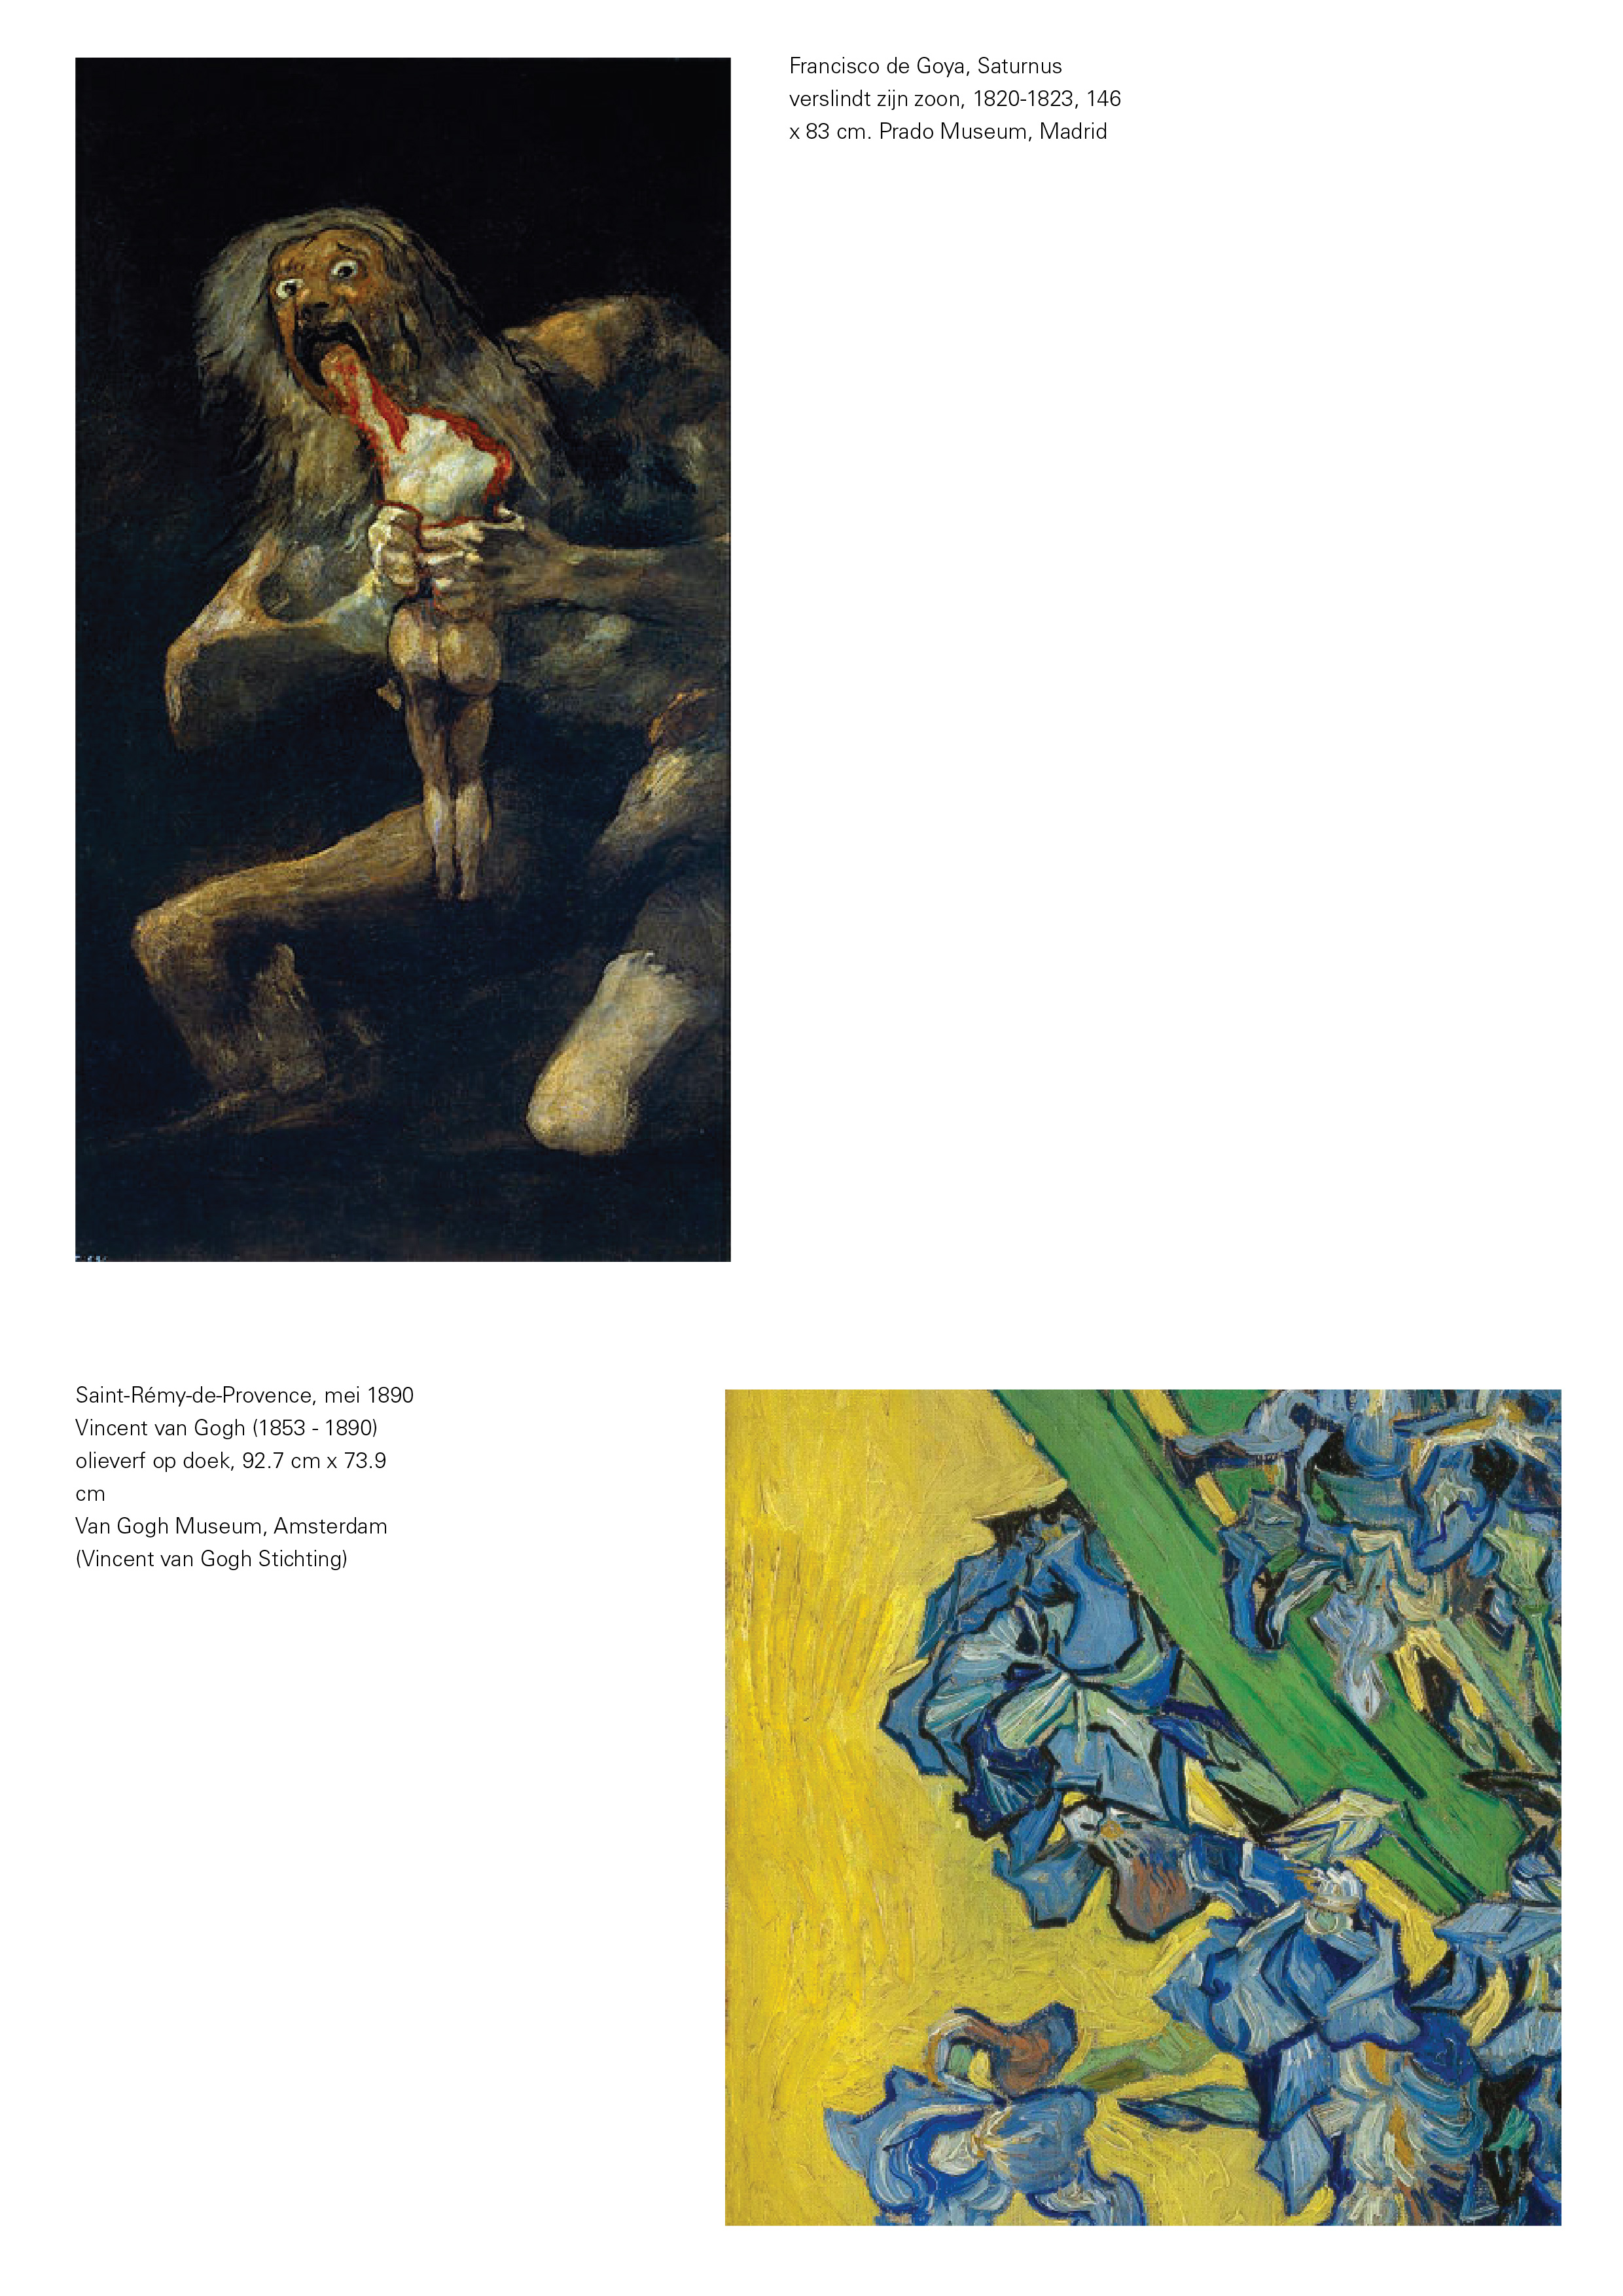 Francisco de Goya, Saturnus
verslindt zijn zoon, 1820-1823, 146
x 83 cm. Prado Museum, Madrid
Saint-Rémy-de-Provence, mei 1890
Vincent van Gogh (1853 - 1890)
olieverf op doek, 92.7 cm x 73.9
cm
Van Gogh Museum, Amsterdam
(Vincent van Gogh Stichting)